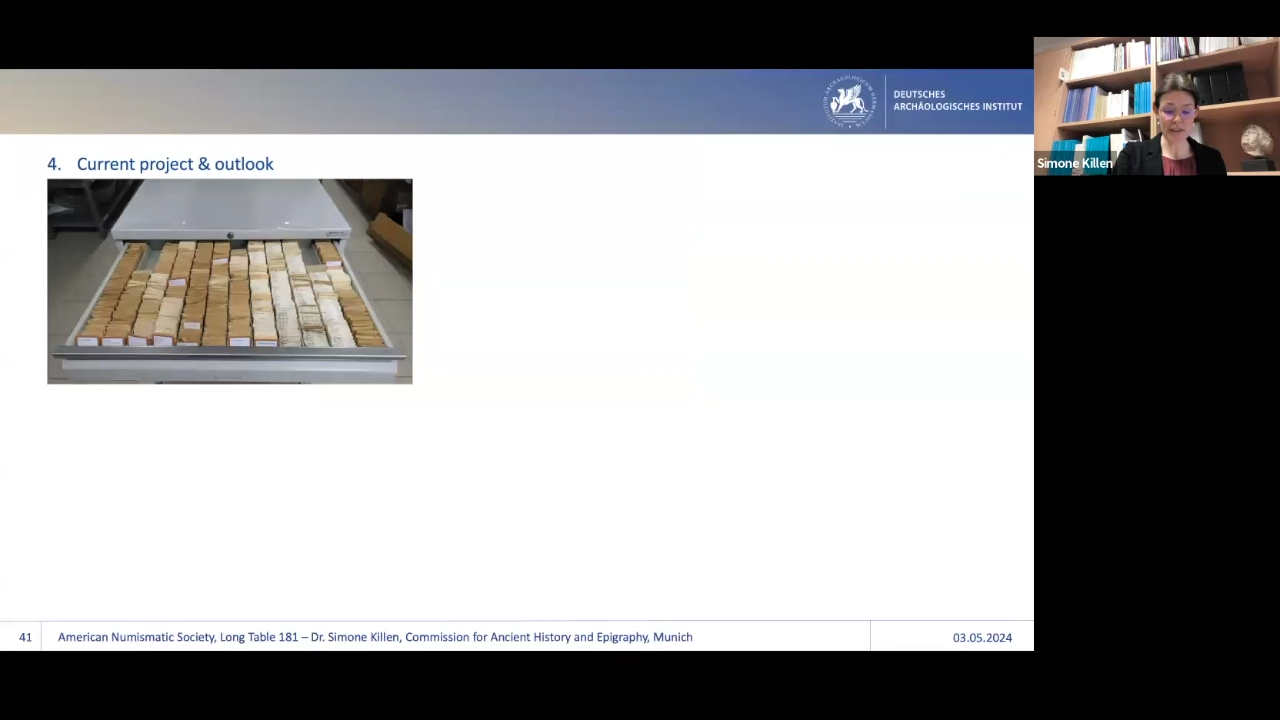 DEUTSCHES
ARCHÄOLOGISCHES INSTITUT
Simone Killen
4. Current project & outlook
41
American Numismatic Society, Long Table 181 – Dr. Simone Killen, Commission for Ancient History and Epigraphy, Munich
03.05.2024